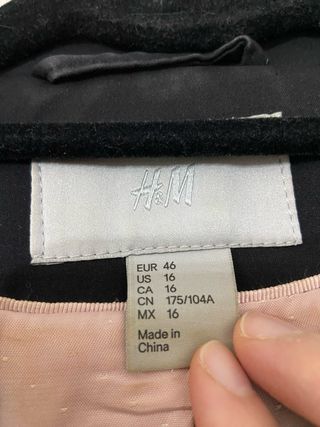 H&M
EUR 46
US 16
CA 16
CN 175/104A
MX 16
Made in
China